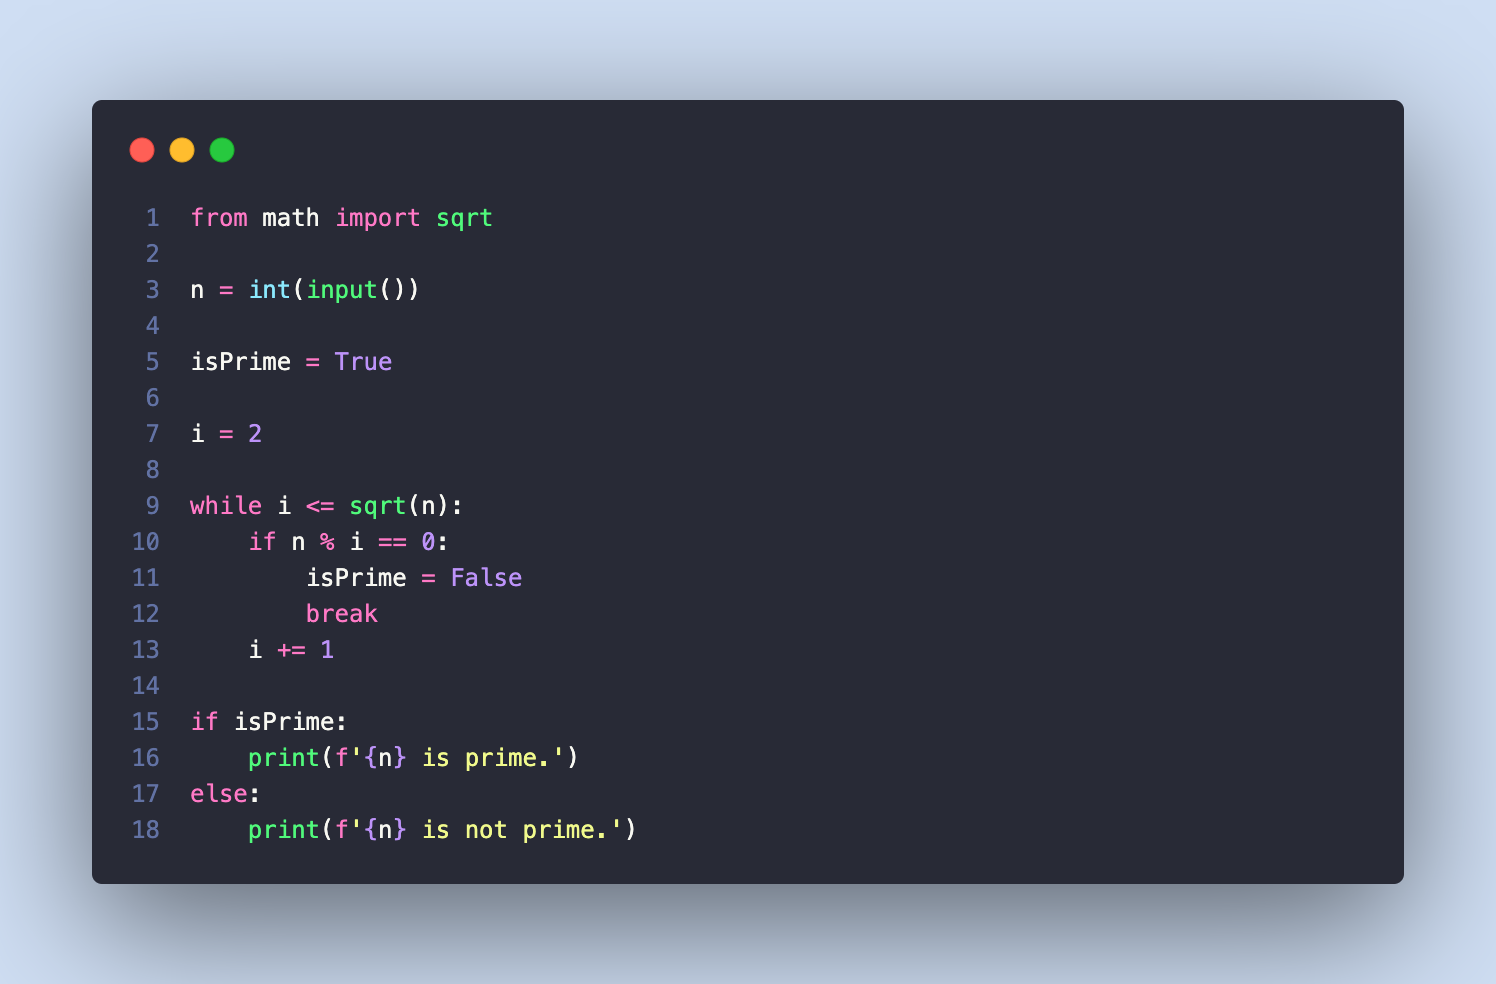 1 from math import sqrt
2
3 n = int(input())
4
5 isPrime = True
6
7 i = 2
8
9 while i <= sqrt(n):
10     if n % i == 0:
11         isPrime = False
12         break
13     i += 1
14
15 if isPrime:
16     print(f'{n} is prime.')
17 else:
18     print(f'{n} is not prime.')